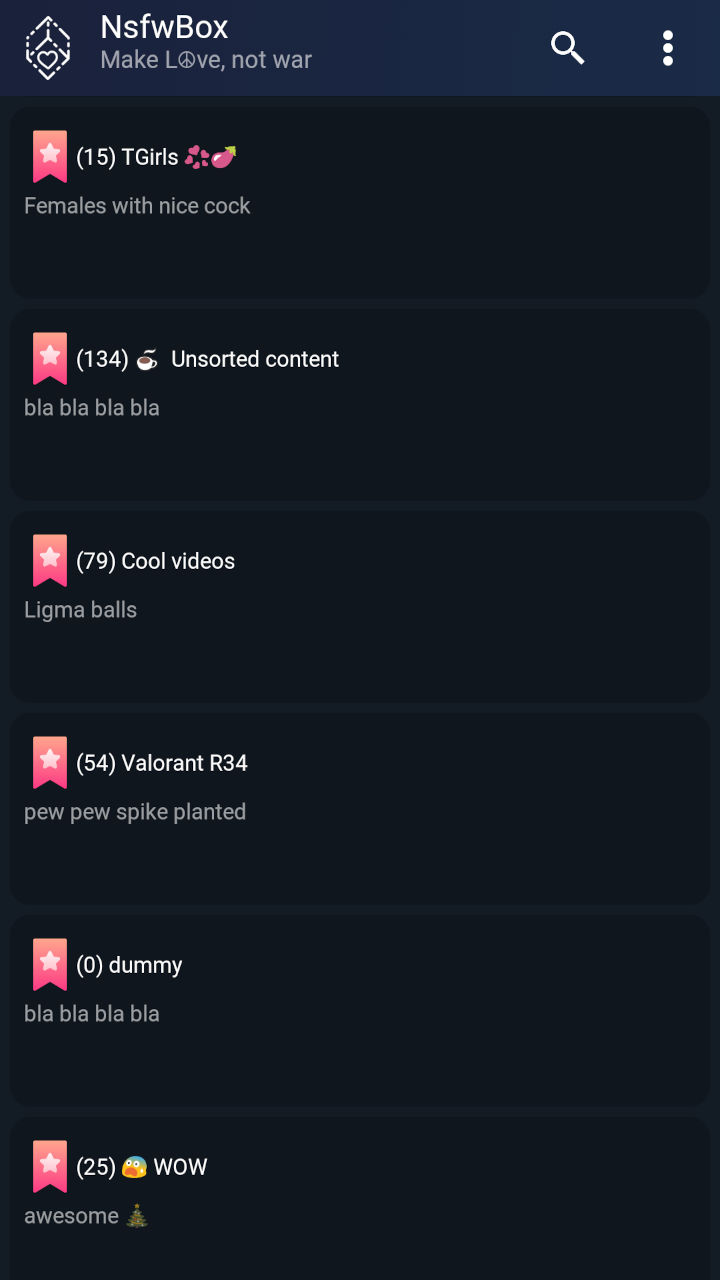 NsfwBox
Make L☮ve, not war
(15) TGirls 💞🍆
Females with nice cock
(134) ☕ Unsorted content
bla bla bla bla
(79) Cool videos
Ligma balls
(54) Valorant R34
pew pew spike planted
(0) dummy
bla bla bla bla
(25) 😰 WOW
awesome 🎄